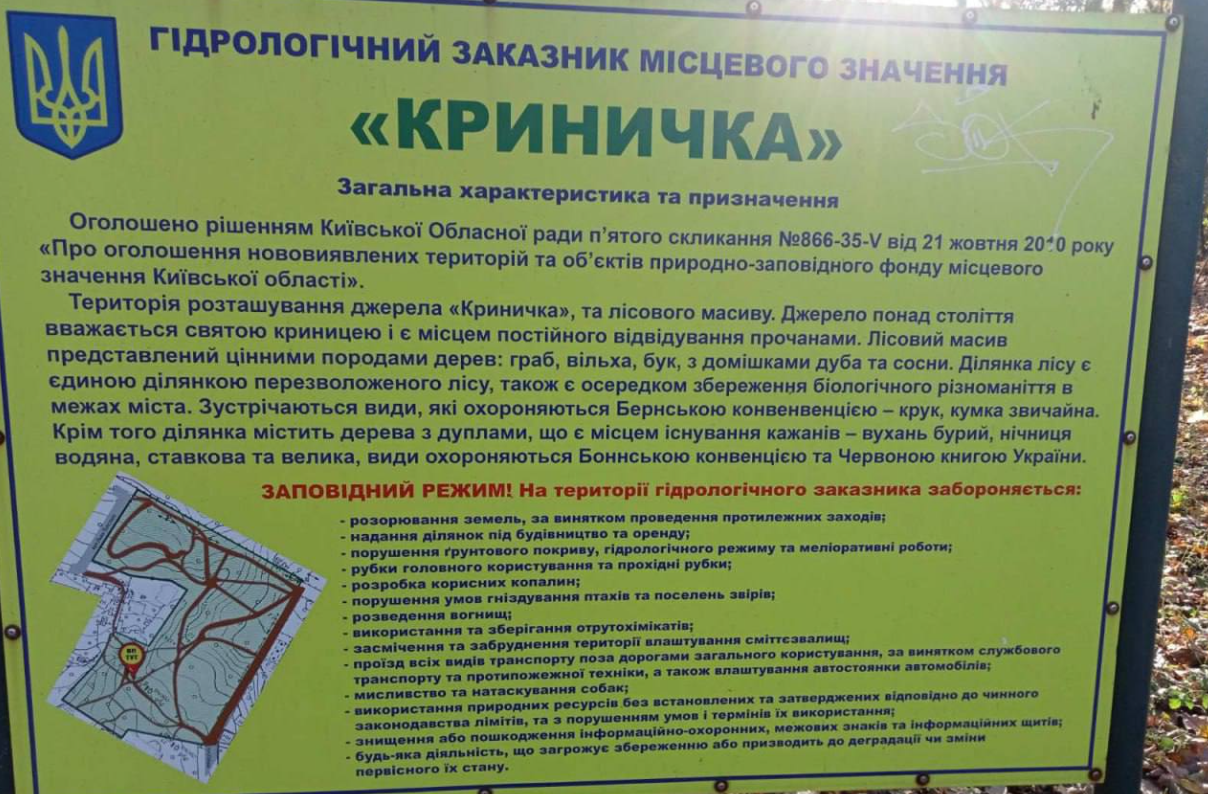 ГІДРОЛОГІЧНИЙ ЗАКАЗНИК МІСЦЕВОГО ЗНАЧЕННЯ
«КРИНИЧКА»
Загальна характеристика та призначення
Оголошено рішенням Київської Обласної ради п'ятого скликання №866-35-V від 21 жовтня 2010 року
«Про оголошення нововиявлених територій та об'єктів природно-заповідного фонду місцевого
значення Київської області».
Територія розташування джерела «Криничка», та лісового масиву. Джерело понад століття
вважається святою криницею і є місцем постійного відвідування прочанами. Лісовий масив
представлений цінними породами дерев: граб, вільха, бук, з домішками дуба та сосни. Ділянка лісу є
єдиною ділянкою перезволоженого лісу, також є осередком збереження біологічного різноманіття в
межах міста. Зустрічаються види, які охороняються Бернською конвенвенцією – крук, кумка звичайна.
Крім того ділянка містить дерева з дуплами, що є місцем існування кажанів – вухань бурий, нічниця
водяна, ставкова та велика, види охороняються Боннською конвенцією та Червоною книгою України.
ЗАПОВІДНИЙ РЕЖИМ! На території гідрологічного заказника забороняється:
- розорювання земель, за винятком проведення протилежних заходів;
- надання ділянок під будівництво та оренду;
- порушення ґрунтового покриву, гідрологічного режиму та меліоративні роботи;
- рубки головного користування та прохідні рубки;
- розробка корисних копалин;
- порушення умов гніздування птахів та поселень звірів;
- розведення вогнищ;
- використання та зберігання отрутохімікатів;
- засмічення та забруднення території влаштування сміттєзвалищ;
- проїзд всіх видів транспорту поза дорогами загального користування, за винятком службового
транспорту та протипожежної техніки, а також влаштування автостоянки автомобілів;
- мисливство та натаскування собак;
- використання природних ресурсів без встановлених та затверджених відповідно до чинного
законодавства лімітів, та з порушенням умов і термінів їх використання;
- знищення або пошкодження інформаційно-охоронних, межових знаків та інформаційних щитів;
- будь-яка діяльність, що загрожує збереженню або призводить до деградації чи зміни
первісного їх стану.
ВИ
ТУТ